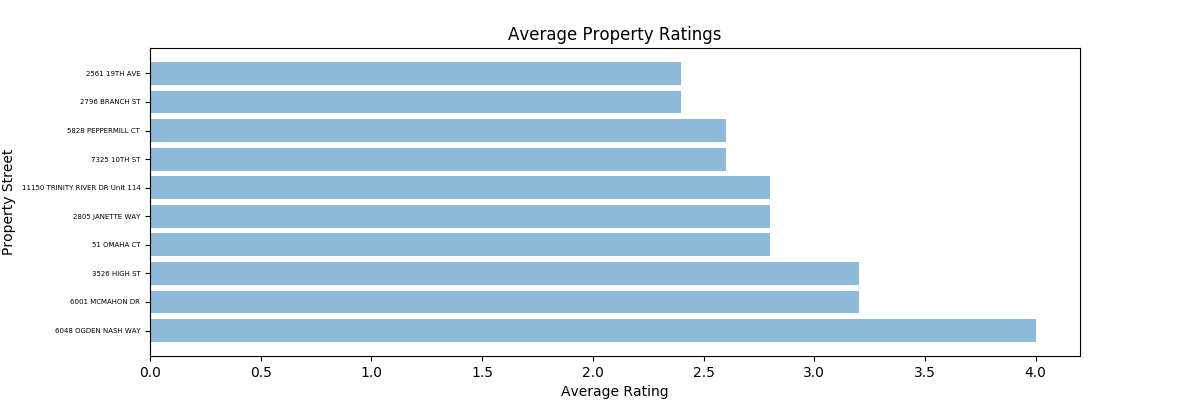 Average Property Ratings
Property Street
2561 19TH AVE
2796 BRANCH ST
5828 PEPPERMILL CT
7325 10TH ST
11150 TRINITY RIVER DR Unit 114
2805 JANETTE WAY
51 OMAHA CT
3526 HIGH ST
6001 MCMAHON DR
6048 OGDEN NASH WAY
0.0 0.5 1.0 1.5 2.0 2.5 3.0 3.5 4.0
Average Rating